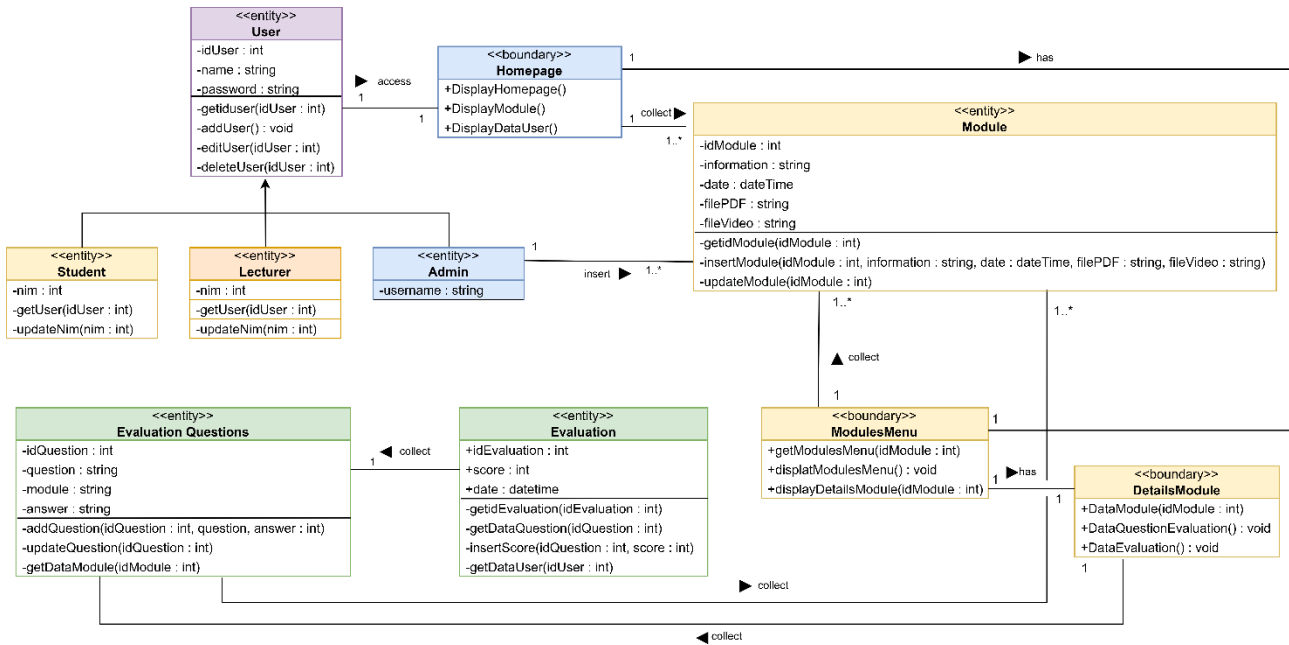 <<entity>>
User
-idUser : int
-name : string
-password : string
-getiduser(idUser : int)
-addUser() : void
-editUser(idUser : int)
-deleteUser(idUser : int)
access
1
1
<<boundary>>
Homepage
+DisplayHomepage()
+DisplayModule()
+DisplayDataUser()
1
has
collect
1
1..*
<<entity>>
Module
-idModule : int
-information : string
-date : dateTime
-filePDF : string
-fileVideo : string
-getidModule(idModule : int)
-insertModule(idModule : int, information : string, date : dateTime, filePDF : string, fileVideo : string)
-updateModule(idModule : int)
<<entity>>
Student
-nim : int
-getUser(idUser : int)
-updateNim(nim : int)
<<entity>>
Lecturer
-nim : int
-getUser(idUser : int)
-updateNim(nim : int)
<<entity>>
Admin
-username : string
1
insert
1..*
1..*
1..*
collect
1
<<entity>>
Evaluation Questions
-idQuestion : int
-question : string
-module : string
-answer : string
-addQuestion(idQuestion : int, question, answer : int)
-updateQuestion(idQuestion : int)
-getDataModule(idModule : int)
collect
1
<<entity>>
Evaluation
+idEvaluation : int
+score : int
+date : datetime
-getidEvaluation(idEvaluation : int)
-getDataQuestion(idQuestion : int)
-insertScore(idQuestion : int, score : int)
-getDataUser(idUser : int)
<<boundary>>
ModulesMenu
+getModulesMenu(idModule : int)
+displatModulesMenu() : void
+displayDetailsModule(idModule : int)
1
has
1
1
<<boundary>>
DetailsModule
+DataModule(idModule : int)
+DataQuestionEvaluation() : void
+DataEvaluation() : void
1
collect
collect